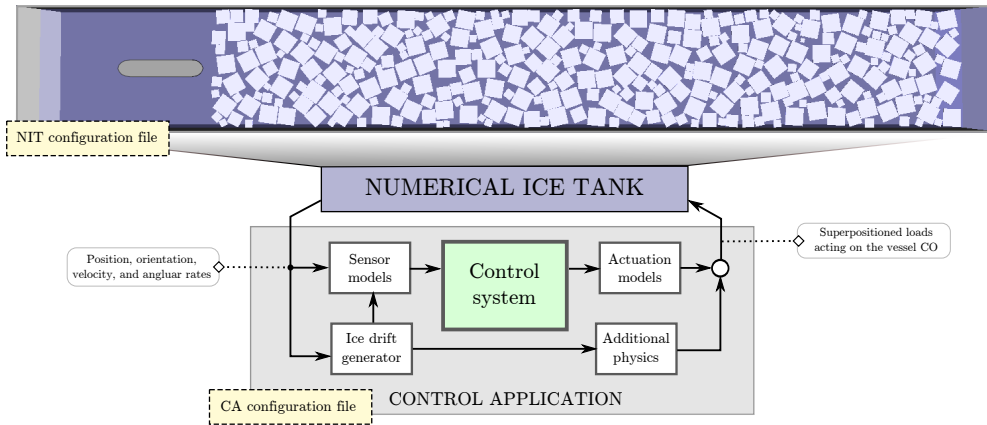 NIT configuration file
NUMERICAL ICE TANK
Position, orientation,
velocity, and angluar rates
Superpositioned loads
acting on the vessel CO
Sensor
models
Control
system
Actuation
models
Ice drift
generator
Additional
physics
CONTROL APPLICATION
CA configuration file